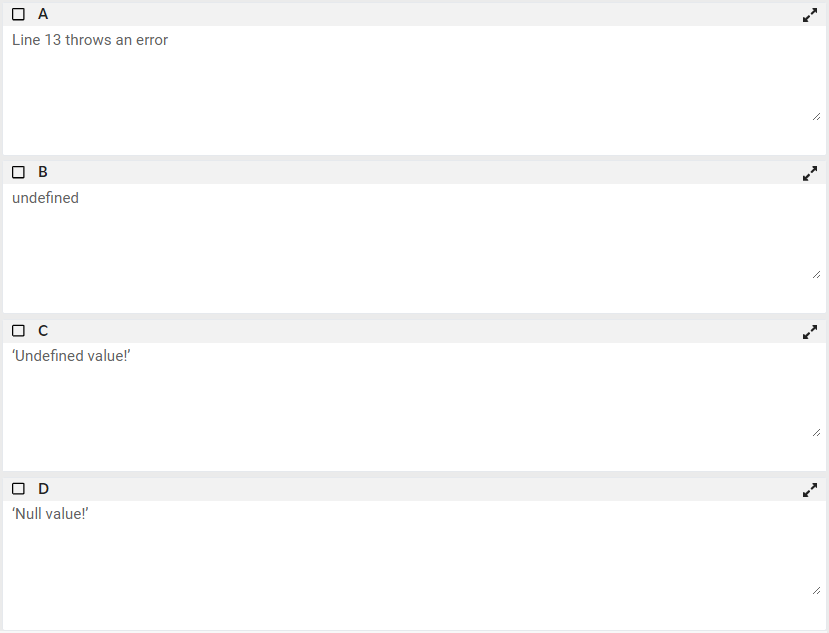 A
Line 13 throws an error
B
undefined
C
‘Undefined value!’
D
‘Null value!’